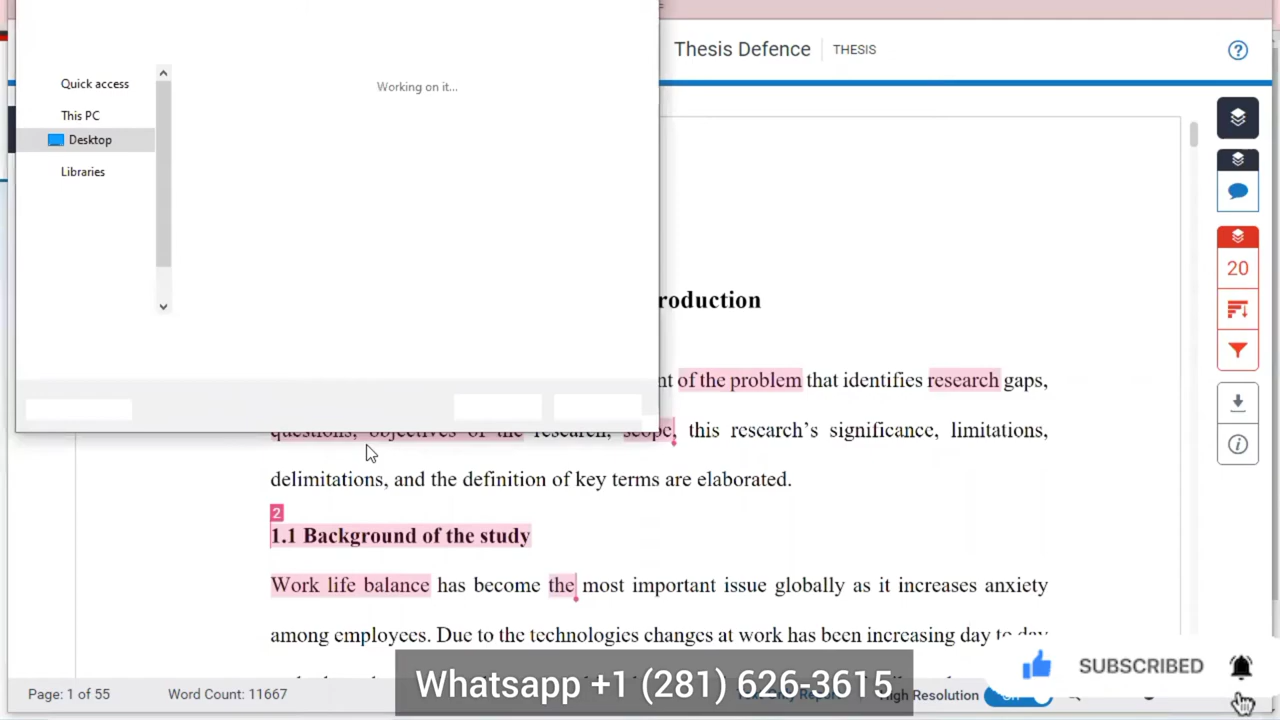 Thesis Defence THESIS
Quick access
This PC
Desktop
Libraries
Working on it...
20
roduction
nt of the problem that identifies research gaps,
questions, objectives of the research, scope, this research's significance, limitations,
delimitations, and the definition of key terms are elaborated.
2
1.1 Background of the study
Work life balance has become the most important issue globally as it increases anxiety
among employees. Due to the technologies changes at work has been increasing day to day
SUBSCRIBED
Whatsapp +1 (281) 626-3615
Page: 1 of 55 Word Count: 11667 High Resolution On